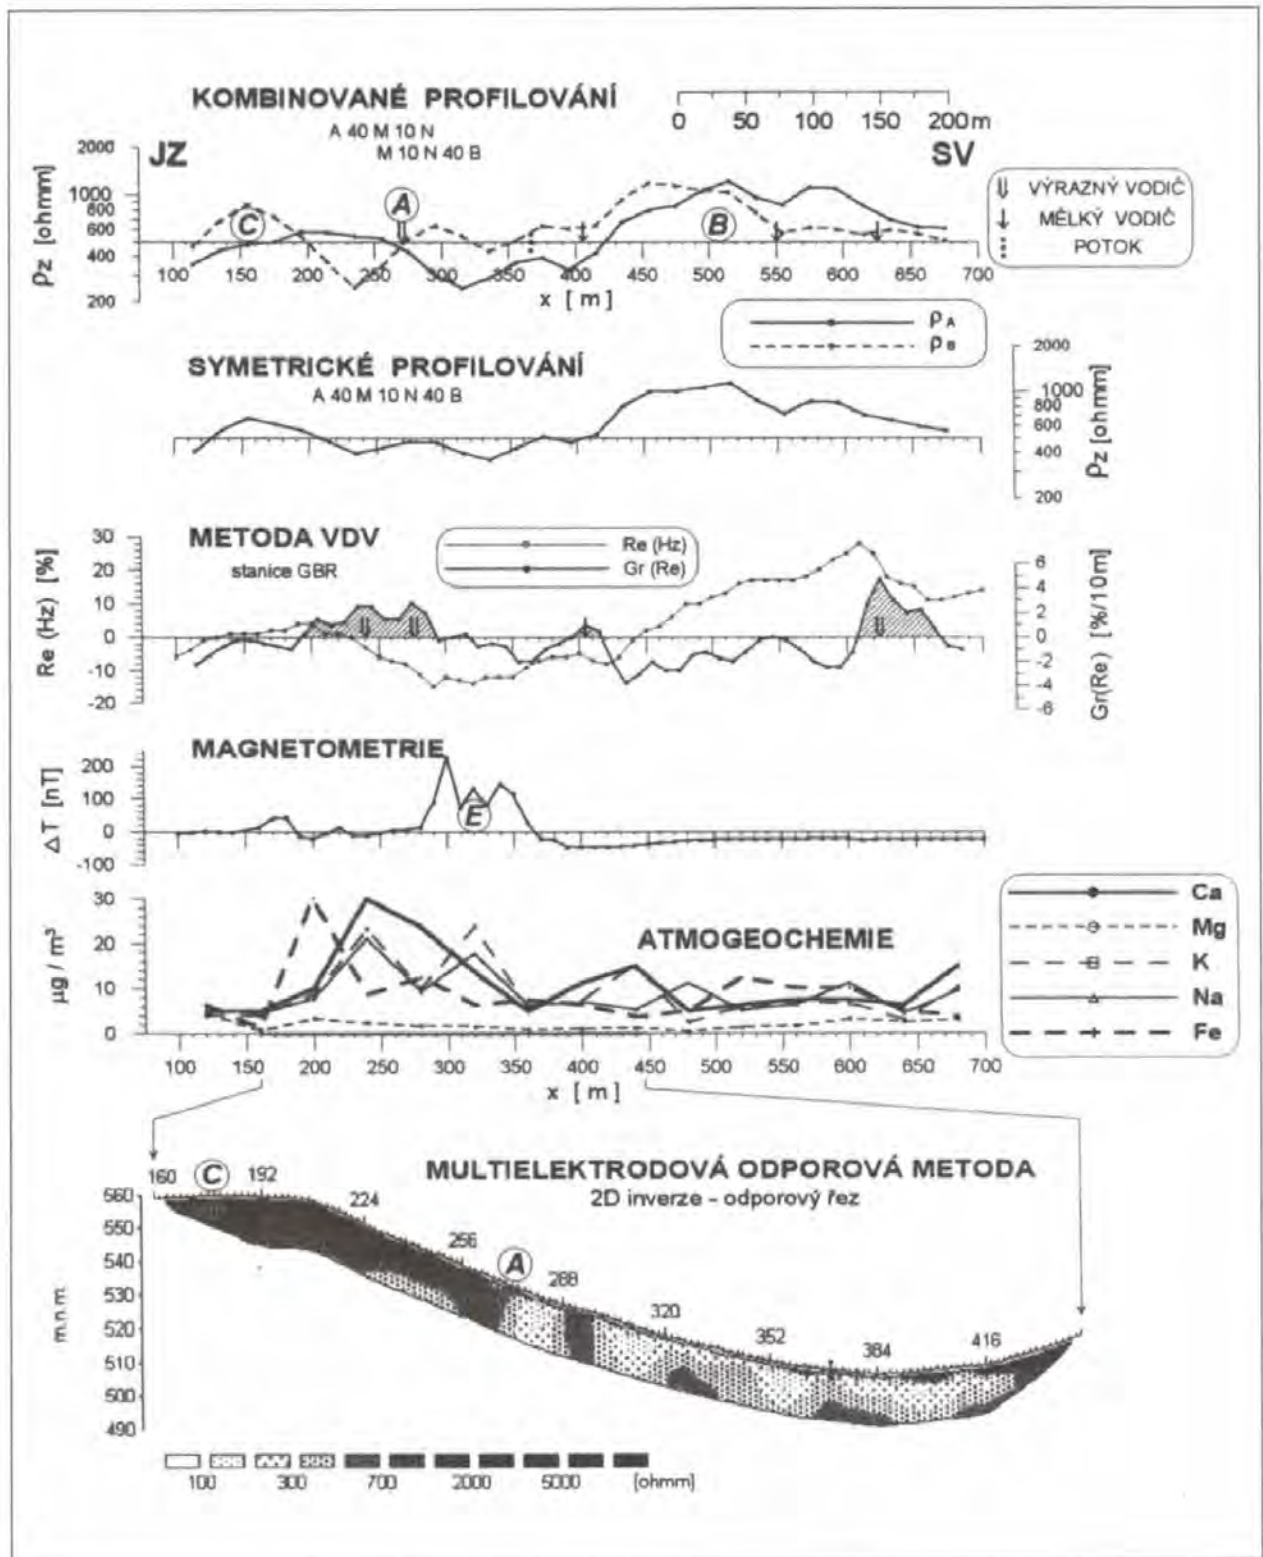 KOMBINOVANÉ PROFILOVÁNÍ
A 40 M 10 N
M 10 N 40 B
0 50 100 150 200m
JZ
SV
2000
1000
800
600
400
200
ρz [ohmm]
C
A
B
100 150 200 250 300 350 400 450 500 550 600 650 700
x [ m ]
VÝRAZNÝ VODIČ
MĚLKÝ VODIČ
POTOK
ρA
ρB
SYMETRICKÉ PROFILOVÁNÍ
A 40 M 10 N 40 B
2000
1000
800
600
400
200
ρz [ohmm]
METODA VDV
stanice GBR
Re (Hz)
Gr (Re)
30
20
10
0
-10
-20
Re (Hz) [%]
6
4
2
0
-2
-4
-6
Gr(Re) [%/10m]
MAGNETOMETRIE
200
100
0
-100
ΔT [nT]
E
ATMOGEOCHEMIE
30
20
10
0
µg / m³
Ca
Mg
K
Na
Fe
100 150 200 250 300 350 400 450 500 550 600 650 700
x [ m ]
MULTIELEKTRODOVÁ ODPOROVÁ METODA
2D inverze - odporový řez
160 C 192 224 256 A 288 320 352 384 416
560
550
540
530
520
510
500
490
m.n.m.
100 300 700 2000 5000 [ohmm]